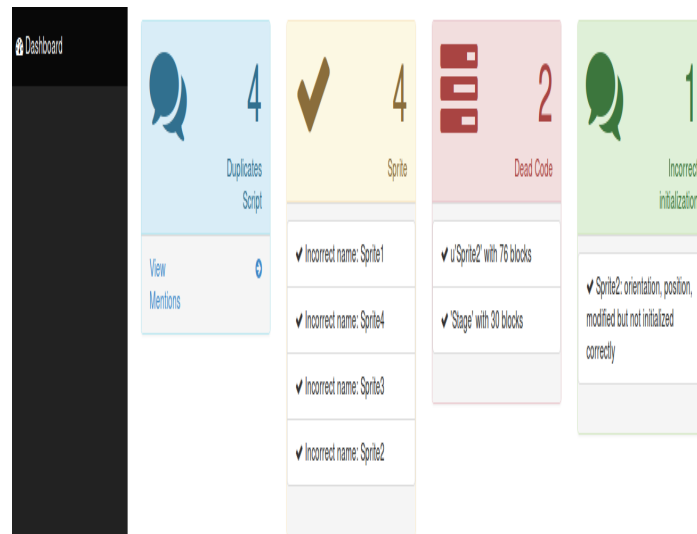 Dashboard
4
Duplicates
Script
View
Mentions
4
Sprite
✔ Incorrect name: Sprite1
✔ Incorrect name: Sprite4
✔ Incorrect name: Sprite3
✔ Incorrect name: Sprite2
2
Dead Code
✔ u'Sprite2' with 76 blocks
✔ 'Stage' with 30 blocks
1
Incorrect
initialization
✔ Sprite2: orientation, position,
modified but not initialized
correctly